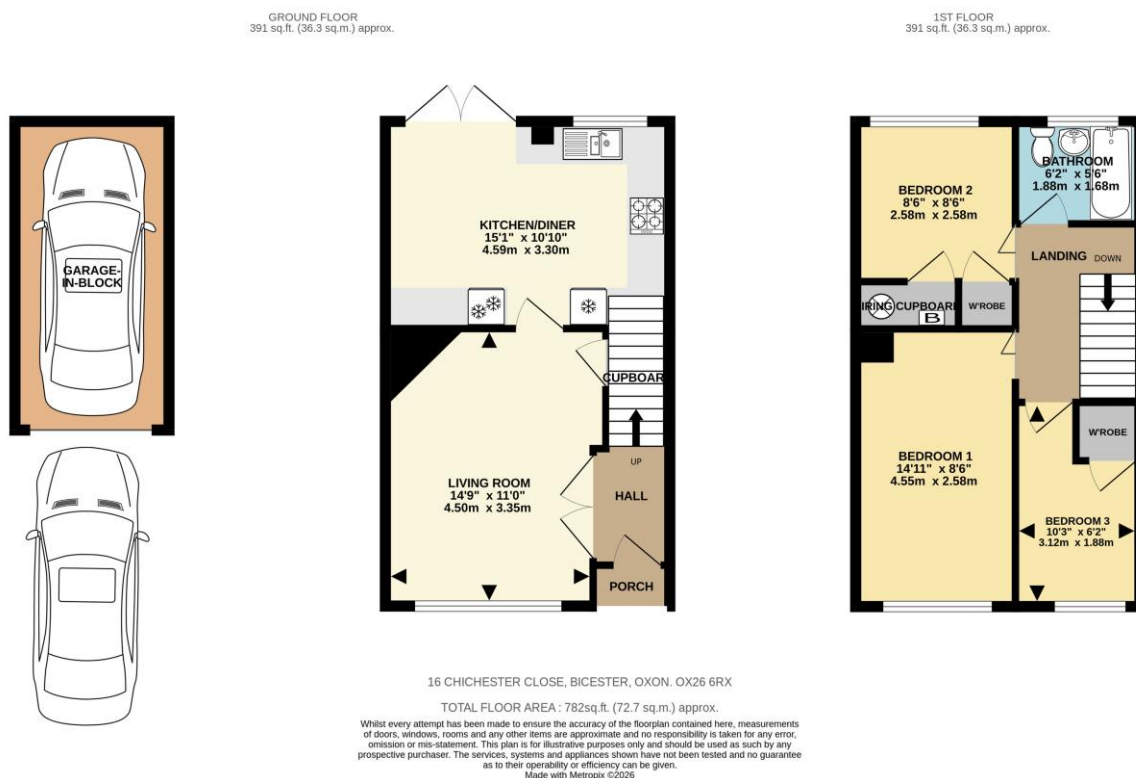 GROUND FLOOR
391 sq.ft. (36.3 sq.m.) approx.
1ST FLOOR
391 sq.ft. (36.3 sq.m.) approx.
GARAGE-
IN-BLOCK
KITCHEN/DINER
15'1" x 10'10"
4.59m x 3.30m
CUPBOAR
LIVING ROOM
14'9" x 11'0"
4.50m x 3.35m
UP
HALL
PORCH
BATHROOM
6'2" x 5'6"
1.88m x 1.68m
BEDROOM 2
8'6" x 8'6"
2.58m x 2.58m
LANDING
DOWN
IRING CUPBOARD
B
W'ROBE
BEDROOM 1
14'11" x 8'6"
4.55m x 2.58m
W'ROBE
BEDROOM 3
10'3" x 6'2"
3.12m x 1.88m
16 CHICHESTER CLOSE, BICESTER, OXON. OX26 6RX
TOTAL FLOOR AREA : 782sq.ft. (72.7 sq.m.) approx.
Whilst every attempt has been made to ensure the accuracy of the floorplan contained here, measurements
of doors, windows, rooms and any other items are approximate and no responsibility is taken for any error,
omission or mis-statement. This plan is for illustrative purposes only and should be used as such by any
prospective purchaser. The services, systems and appliances shown have not been tested and no guarantee
as to their operability or efficiency can be given.
Made with Metropix ©2026